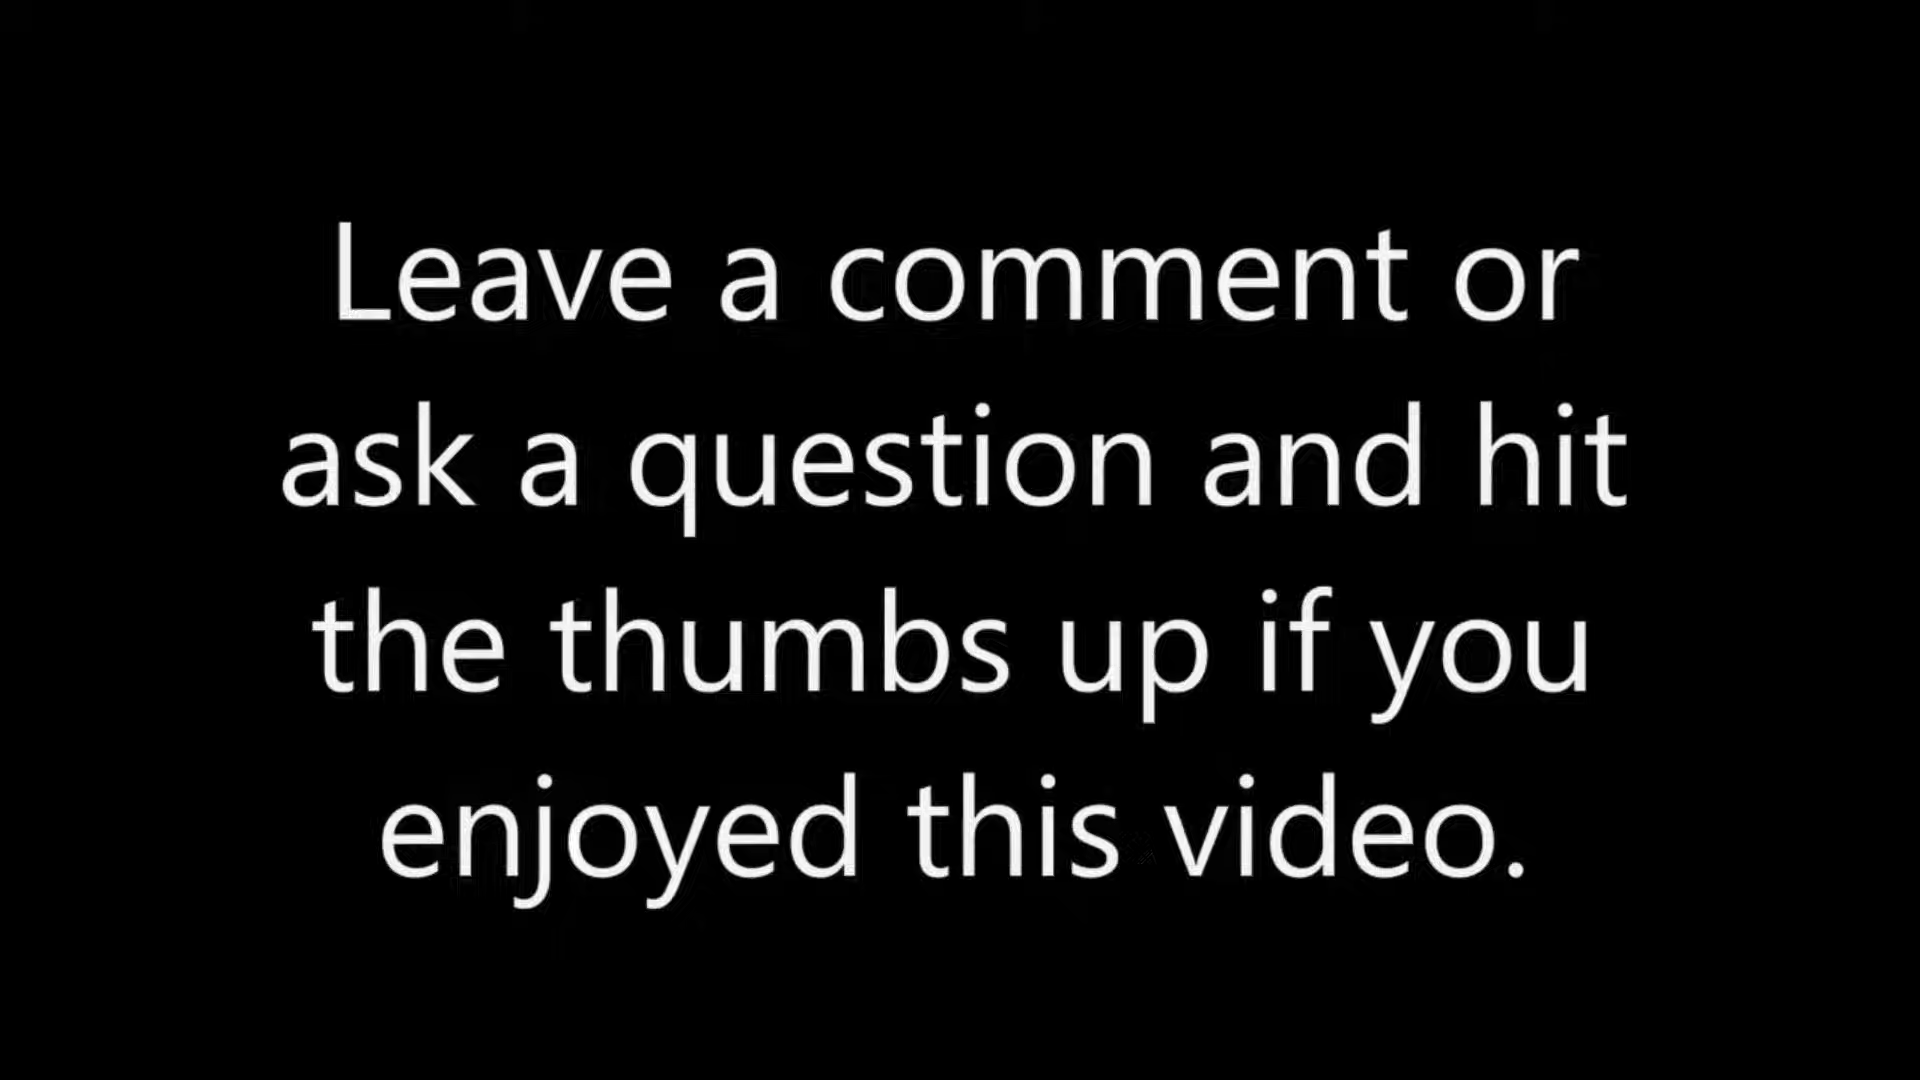 Leave a comment or
ask a question and hit
the thumbs up if you
enjoyed this video.